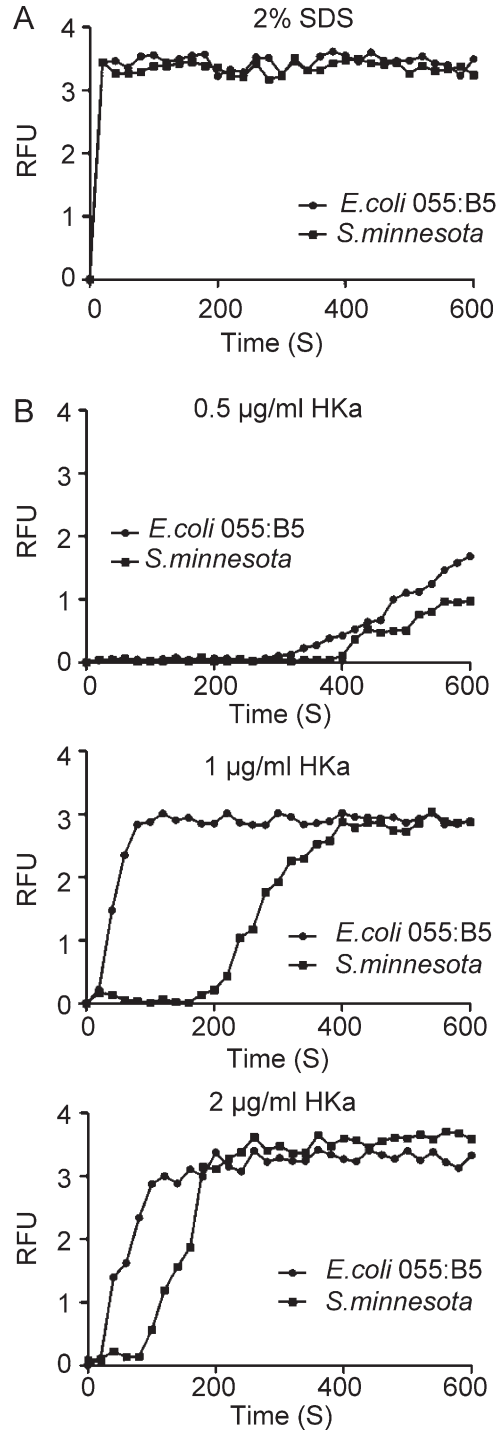 A
2% SDS
4
3
2
1
0
RFU
E.coli 055:B5
S.minnesota
0 200 400 600
Time (S)
B
0.5 µg/ml HKa
4
3
2
1
0
RFU
E.coli 055:B5
S.minnesota
0 200 400 600
Time (S)
1 µg/ml HKa
4
3
2
1
0
RFU
E.coli 055:B5
S.minnesota
0 200 400 600
Time (S)
2 µg/ml HKa
4
3
2
1
0
RFU
E.coli 055:B5
S.minnesota
0 200 400 600
Time (S)